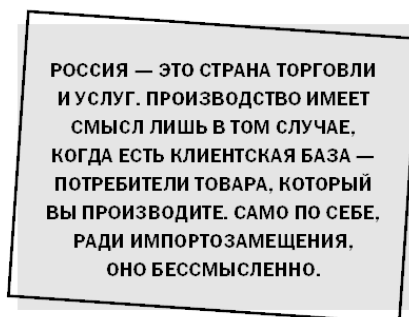 РОССИЯ — ЭТО СТРАНА ТОРГОВЛИ
И УСЛУГ. ПРОИЗВОДСТВО ИМЕЕТ
СМЫСЛ ЛИШЬ В ТОМ СЛУЧАЕ,
КОГДА ЕСТЬ КЛИЕНТСКАЯ БАЗА —
ПОТРЕБИТЕЛИ ТОВАРА, КОТОРЫЙ
ВЫ ПРОИЗВОДИТЕ. САМО ПО СЕБЕ,
РАДИ ИМПОРТОЗАМЕЩЕНИЯ,
ОНО БЕССМЫСЛЕННО.